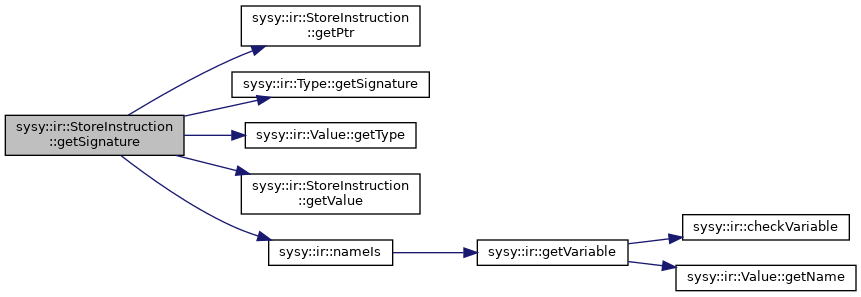 sysy::ir::StoreInstruction
::getSignature
sysy::ir::StoreInstruction
::getPtr
sysy::ir::Type::getSignature
sysy::ir::Value::getType
sysy::ir::StoreInstruction
::getValue
sysy::ir::nameIs
sysy::ir::getVariable
sysy::ir::checkVariable
sysy::ir::Value::getName